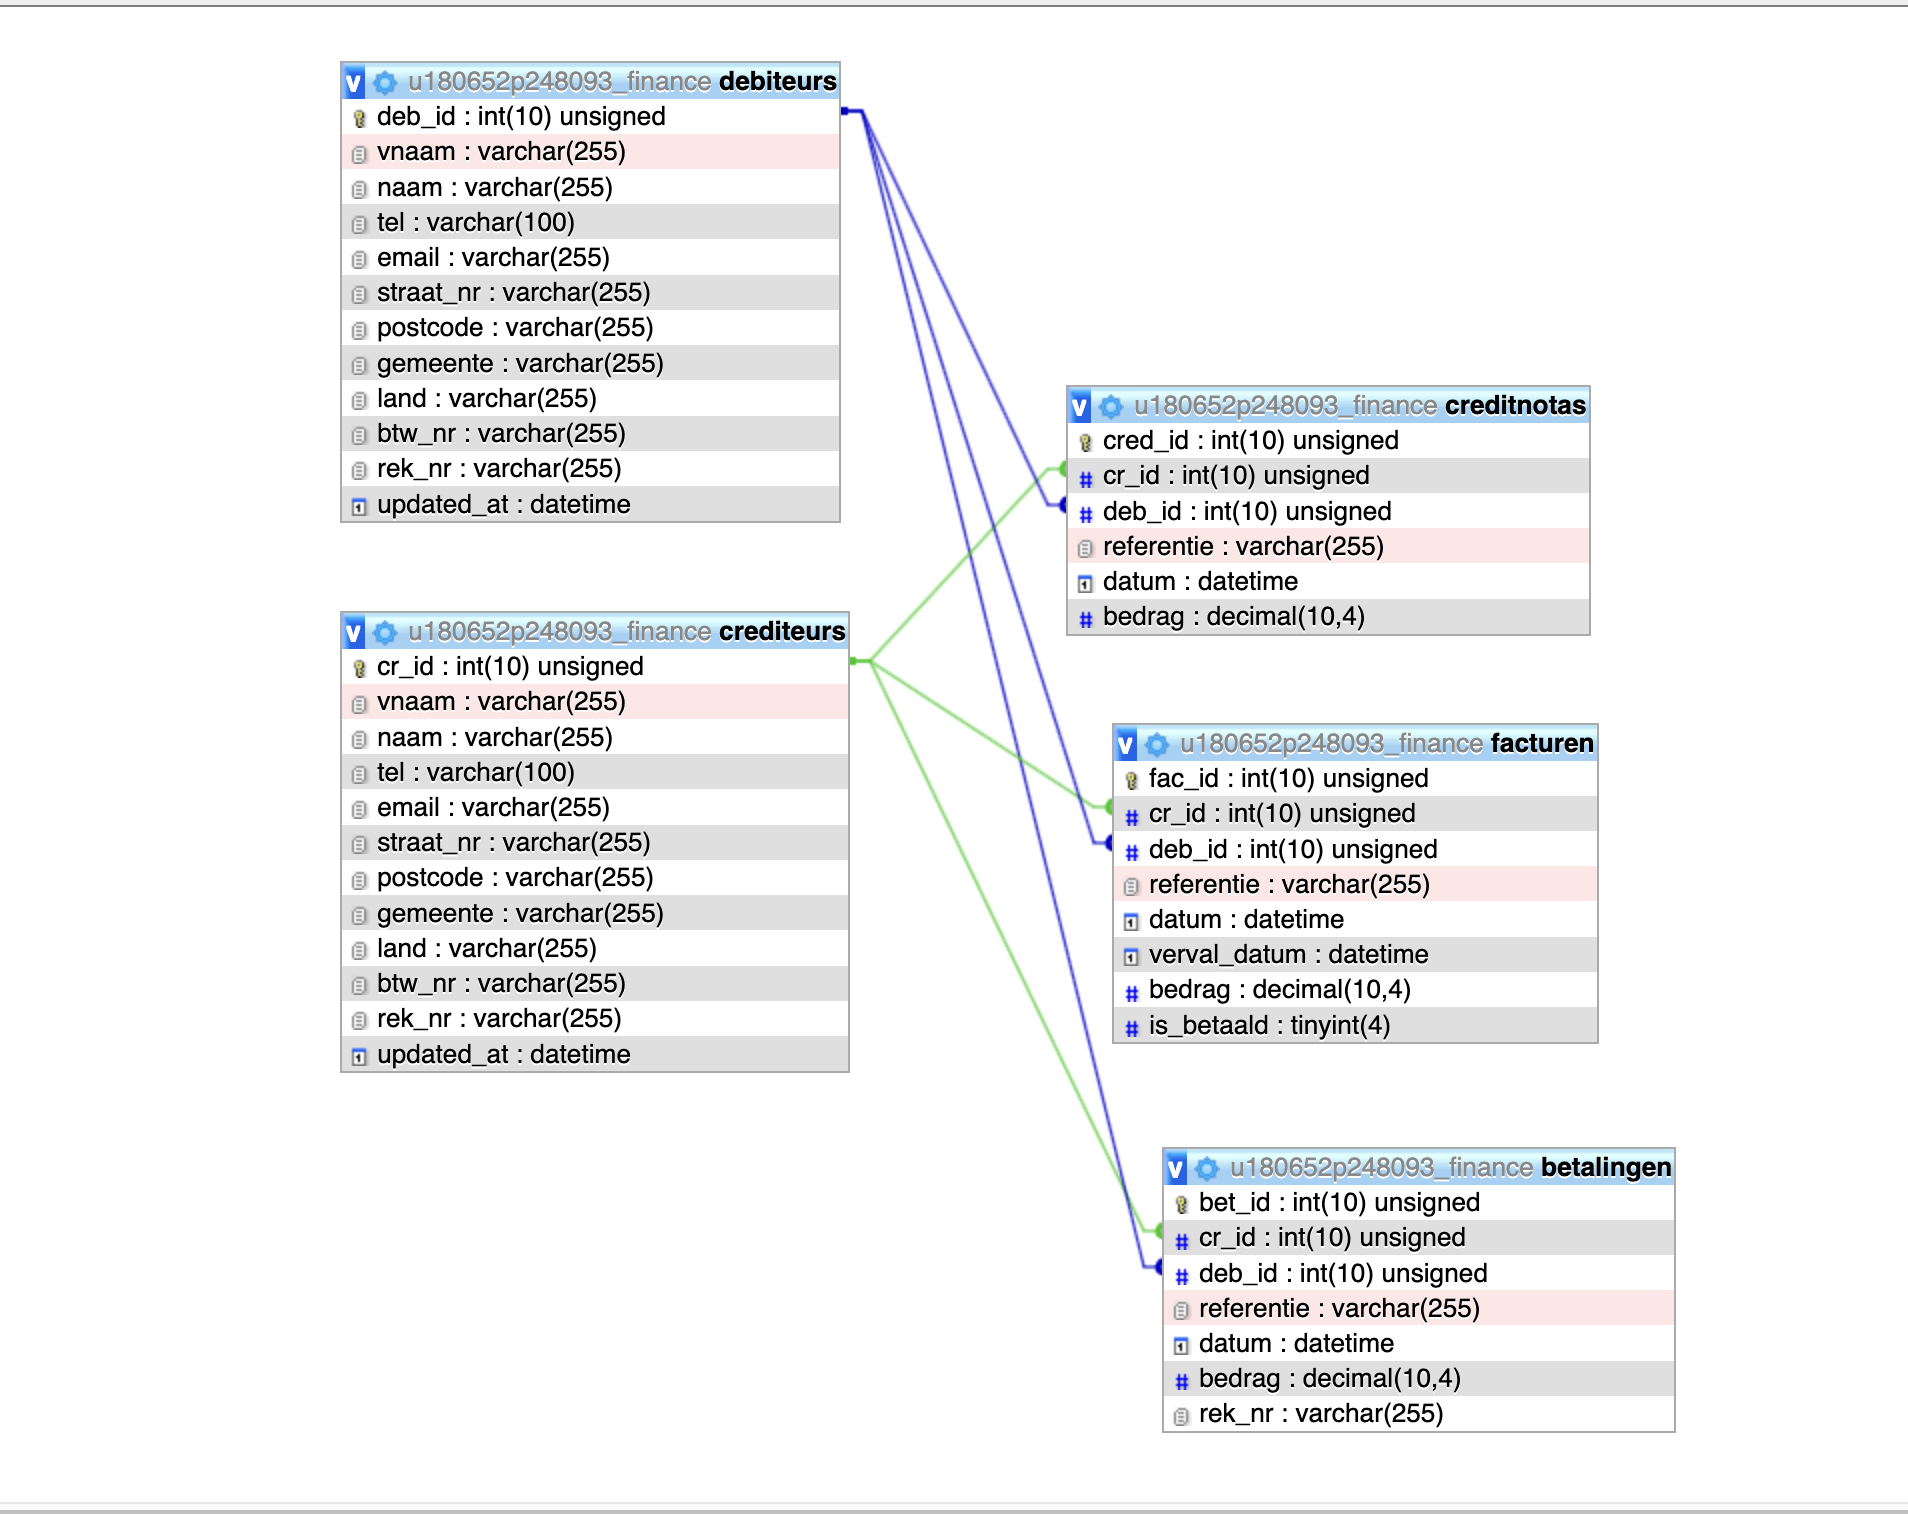 v u180652p248093_finance debiteurs
deb_id : int(10) unsigned
vnaam : varchar(255)
naam : varchar(255)
tel : varchar(100)
email : varchar(255)
straat_nr : varchar(255)
postcode : varchar(255)
gemeente : varchar(255)
land : varchar(255)
btw_nr : varchar(255)
rek_nr : varchar(255)
updated_at : datetime
v u180652p248093_finance crediteurs
cr_id : int(10) unsigned
vnaam : varchar(255)
naam : varchar(255)
tel : varchar(100)
email : varchar(255)
straat_nr : varchar(255)
postcode : varchar(255)
gemeente : varchar(255)
land : varchar(255)
btw_nr : varchar(255)
rek_nr : varchar(255)
updated_at : datetime
v u180652p248093_finance creditnotas
cred_id : int(10) unsigned
# cr_id : int(10) unsigned
# deb_id : int(10) unsigned
referentie : varchar(255)
datum : datetime
# bedrag : decimal(10,4)
v u180652p248093_finance facturen
fac_id : int(10) unsigned
# cr_id : int(10) unsigned
# deb_id : int(10) unsigned
referentie : varchar(255)
datum : datetime
verval_datum : datetime
# bedrag : decimal(10,4)
# is_betaald : tinyint(4)
v u180652p248093_finance betalingen
bet_id : int(10) unsigned
# cr_id : int(10) unsigned
# deb_id : int(10) unsigned
referentie : varchar(255)
datum : datetime
# bedrag : decimal(10,4)
rek_nr : varchar(255)